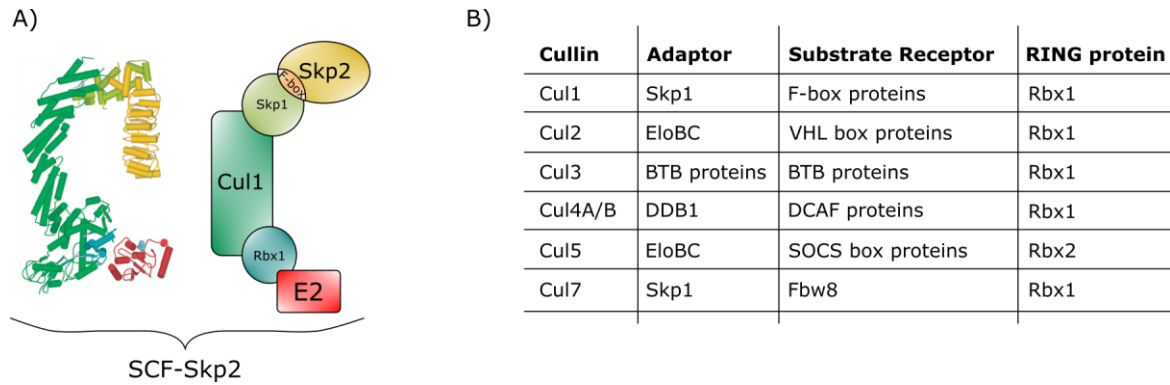 A)
Skp2
F-box
Skp1
Cul1
Rbx1
E2
SCF-Skp2
B)
Cullin Adaptor Substrate Receptor RING protein
Cul1 Skp1 F-box proteins Rbx1
Cul2 EloBC VHL box proteins Rbx1
Cul3 BTB proteins BTB proteins Rbx1
Cul4A/B DDB1 DCAF proteins Rbx1
Cul5 EloBC SOCS box proteins Rbx2
Cul7 Skp1 Fbw8 Rbx1